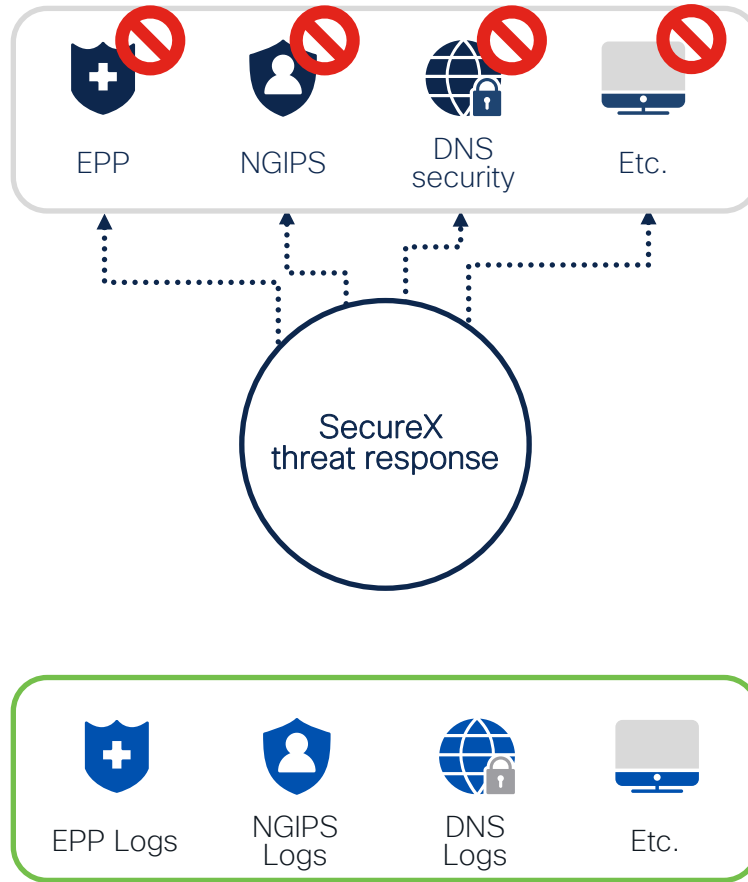 EPP
NGIPS
DNS
security
Etc.
SecureX
threat response
EPP Logs
NGIPS
Logs
DNS
Logs
Etc.